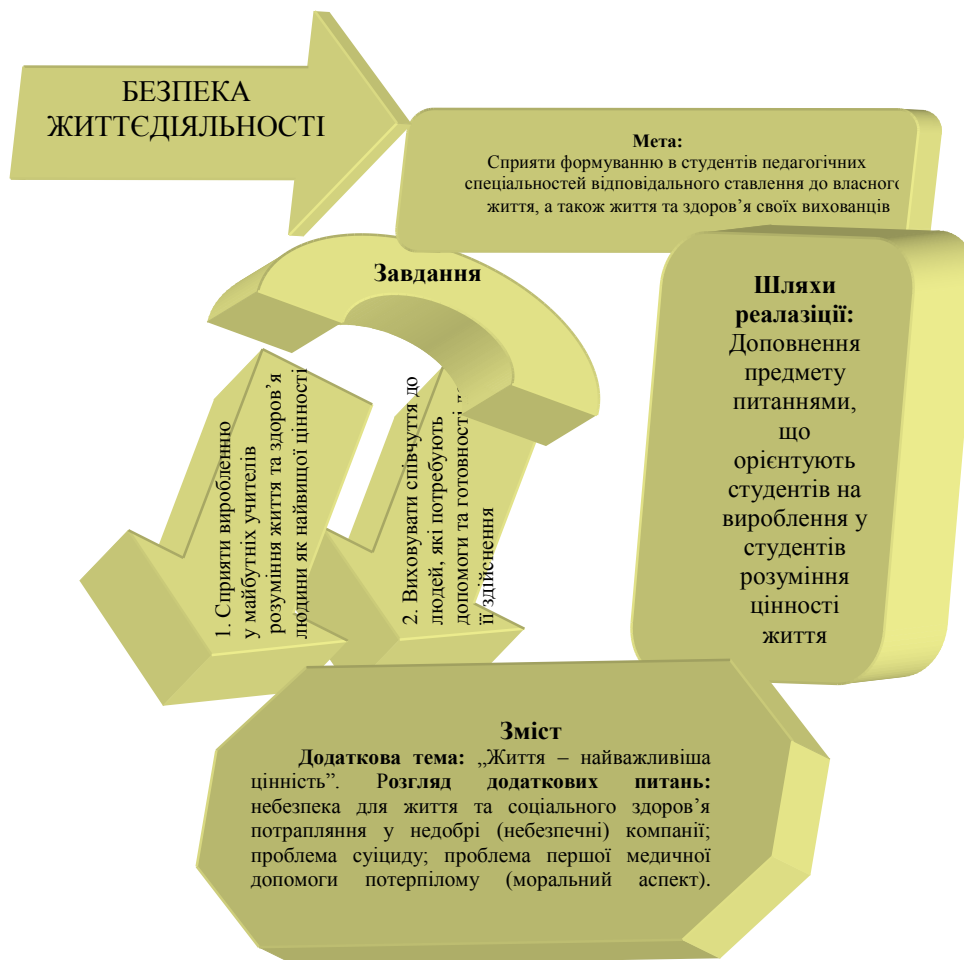 БЕЗПЕКА
ЖИТТЄДІЯЛЬНОСТІ
Мета:
Сприяти формуванню в студентів педагогічних
спеціальностей відповідального ставлення до власного
життя, а також життя та здоров’я своїх вихованців
Завдання
1. Сприяти виробленню
у майбутніх учителів
розуміння життя та здоров’я
людини як найвищої цінності
2. Виховувати співчуття до
людей, які потребують
допомоги та готовності
її здійснення
Шляхи
реалазіції:
Доповнення
предмету
питаннями,
що
орієнтують
студентів на
вироблення у
студентів
розуміння
цінності
життя
Зміст
Додаткова тема: „Життя – найважливіша
цінність”. Розгляд додаткових питань:
небезпека для життя та соціального здоров’я
потрапляння у недобрі (небезпечні) компанії;
проблема суїциду; проблема першої медичної
допомоги потерпілому (моральний аспект).